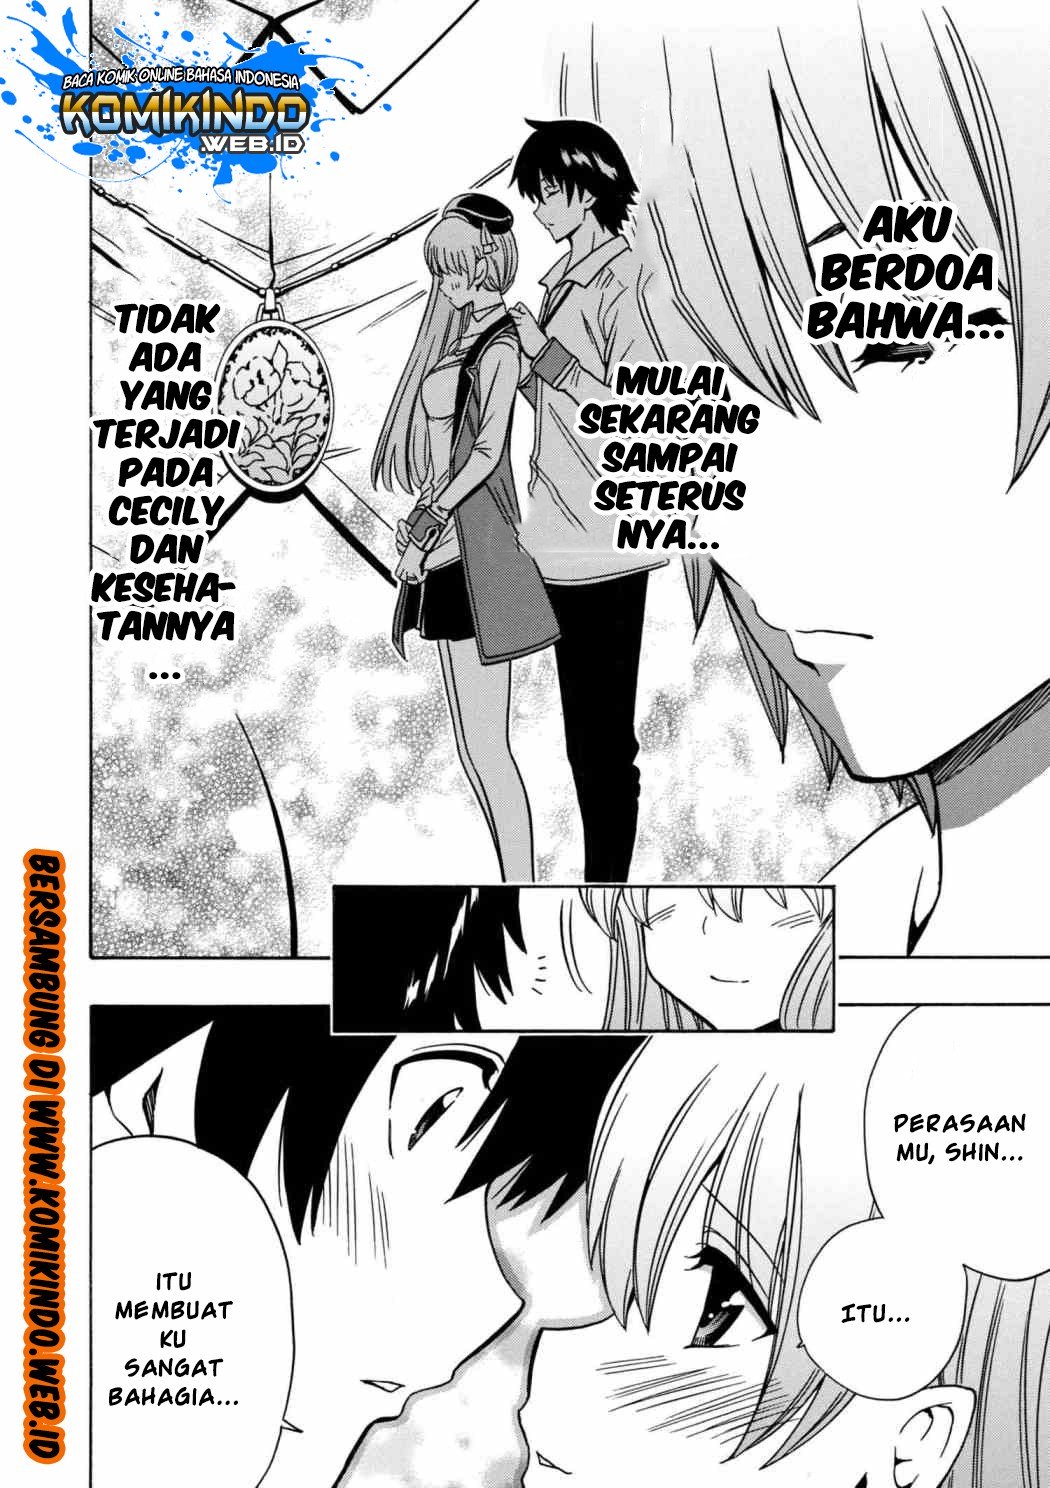 BACA KOMIK ONLINE BAHASA INDONESIA
KOMIKINDO
.WEB.ID
AKU
BERDOA
BAHWA...
MULAI
SEKARANG
SAMPAI
SETERUS
NYA...
TIDAK
ADA
YANG
TERJADI
PADA
CECILY
DAN
KESEHA-
TANNYA
...
PERASAAN
MU, SHIN...
ITU...
ITU
MEMBUAT
KU
SANGAT
BAHAGIA...
BERSAMBUNG DI WWW.KOMIKINDO.WEB.ID